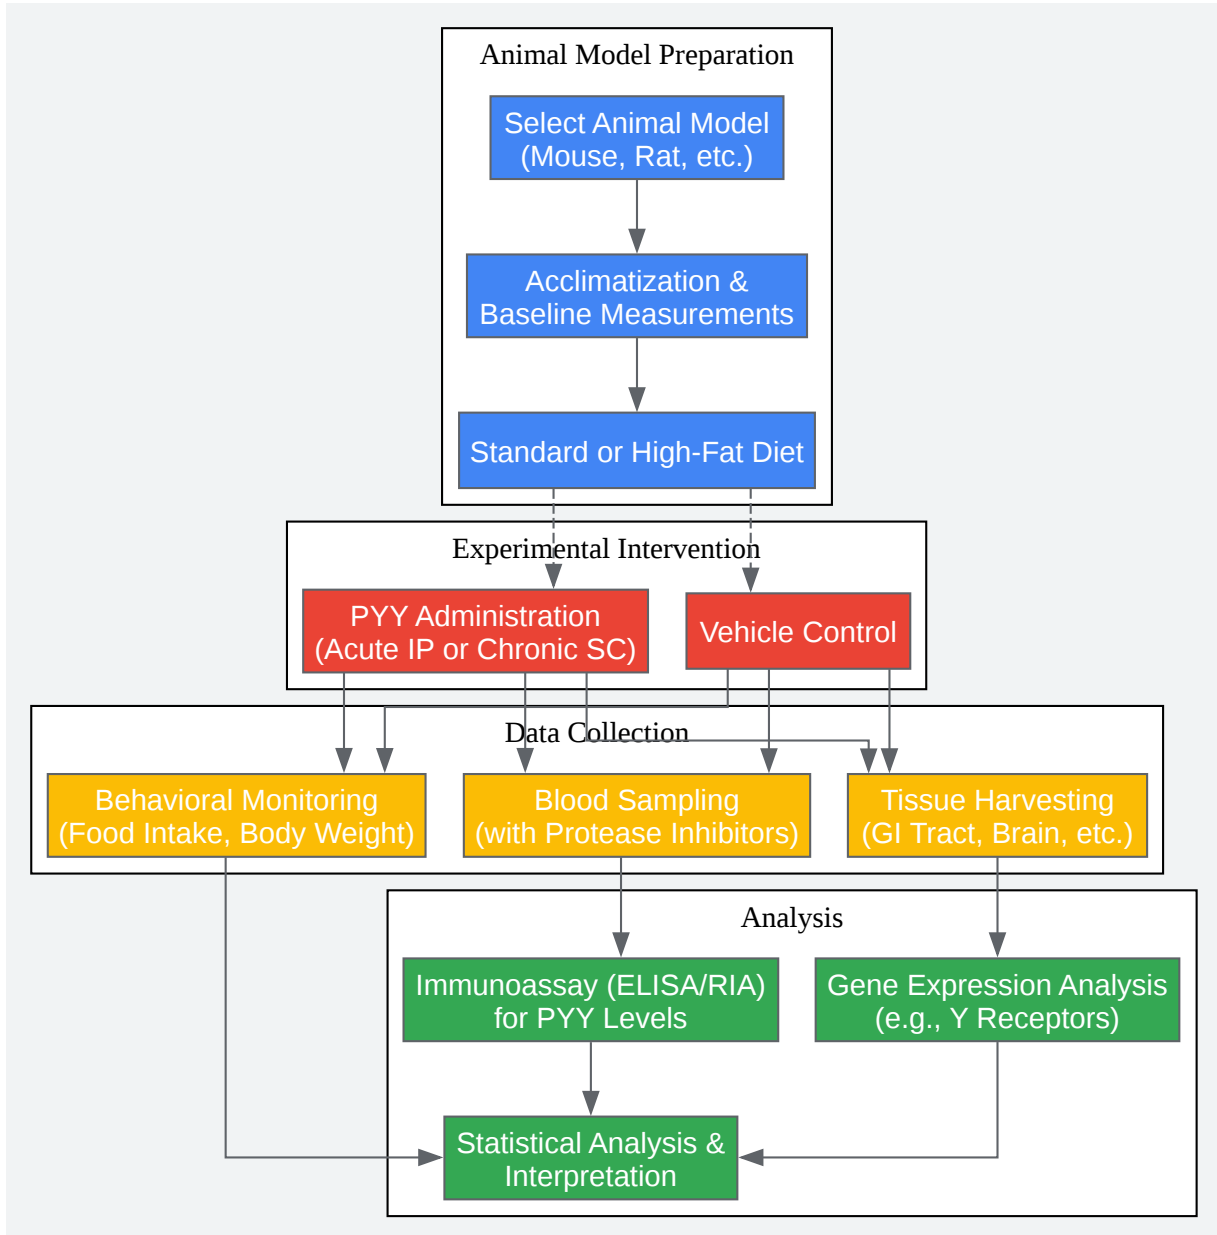 Animal Model Preparation
Select Animal Model
(Mouse, Rat, etc.)
Acclimatization &
Baseline Measurements
Standard or High-Fat Diet
Experimental Intervention
PYY Administration
(Acute IP or Chronic SC)
Vehicle Control
Data Collection
Behavioral Monitoring
(Food Intake, Body Weight)
Blood Sampling
(with Protease Inhibitors)
Tissue Harvesting
(GI Tract, Brain, etc.)
Analysis
Immunoassay (ELISA/RIA)
for PYY Levels
Gene Expression Analysis
(e.g., Y Receptors)
Statistical Analysis &
Interpretation